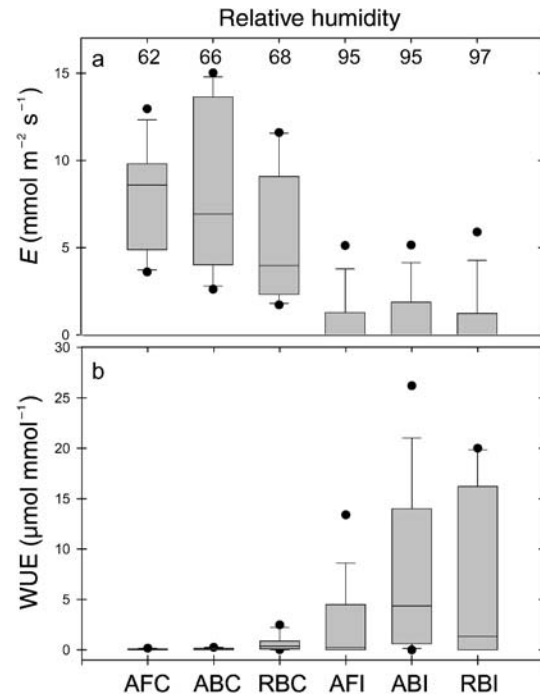 Relative humidity
a 62 66 68 95 95 97
15
10
5
0
E (mmol m⁻² s⁻¹)
b
30
25
20
15
10
5
0
WUE (µmol mmol⁻¹)
AFC ABC RBC AFI ABI RBI